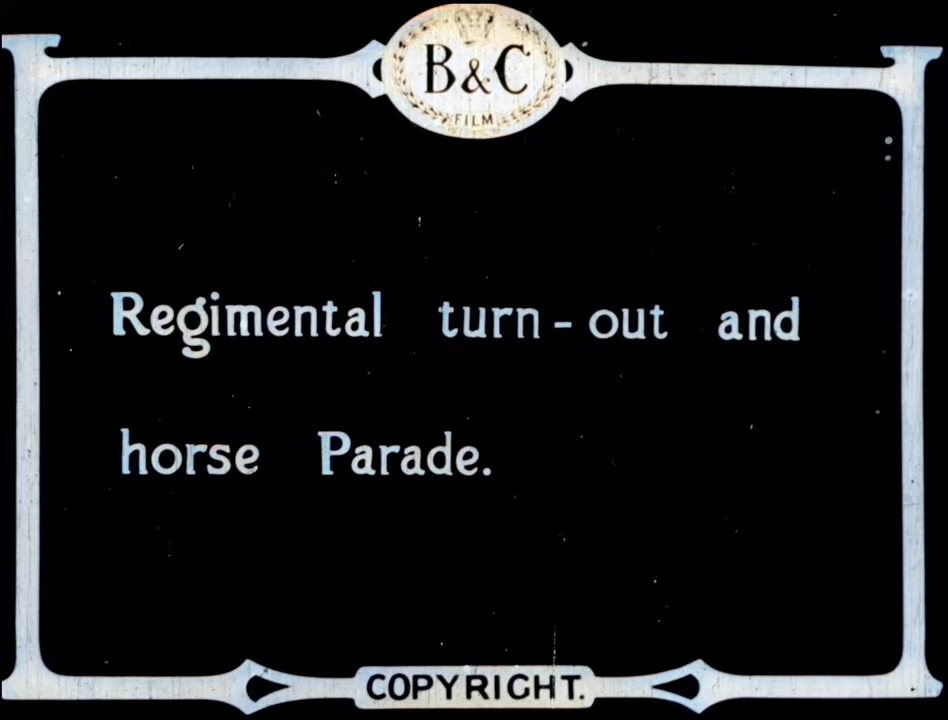 B&C
FILM
Regimental turn-out and
horse Parade.
COPYRIGHT.